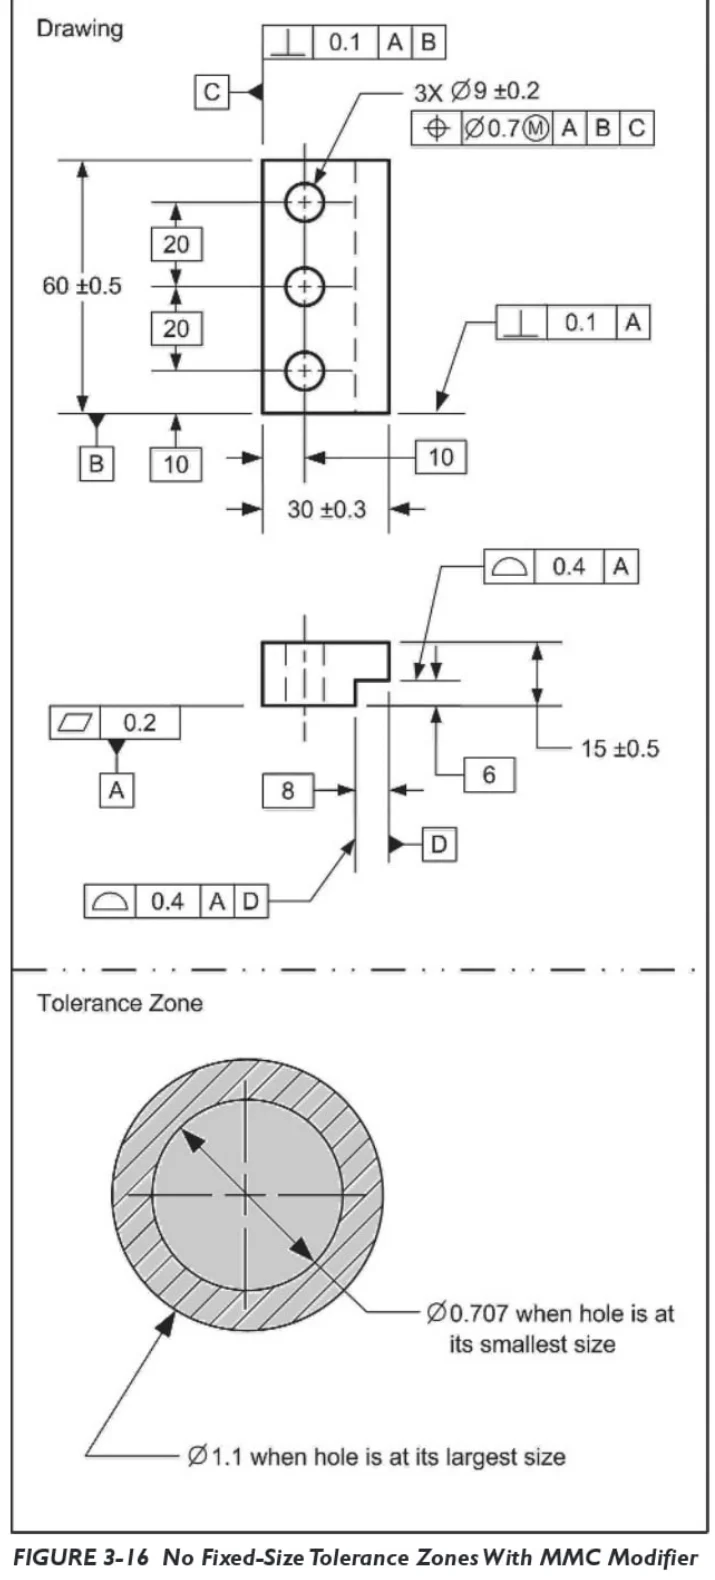 Drawing
⊥ 0.1 A B
C
3X Ø9 ±0.2
⌖ Ø0.7Ⓜ A B C
20
60 ±0.5
20
⊥ 0.1 A
B
10
10
30 ±0.3
⌓ 0.4 A
⏥ 0.2
15 ±0.5
A
8
6
D
⌓ 0.4 A D
Tolerance Zone
Ø0.707 when hole is at
its smallest size
Ø1.1 when hole is at its largest size
FIGURE 3-16 No Fixed-Size Tolerance Zones With MMC Modifier